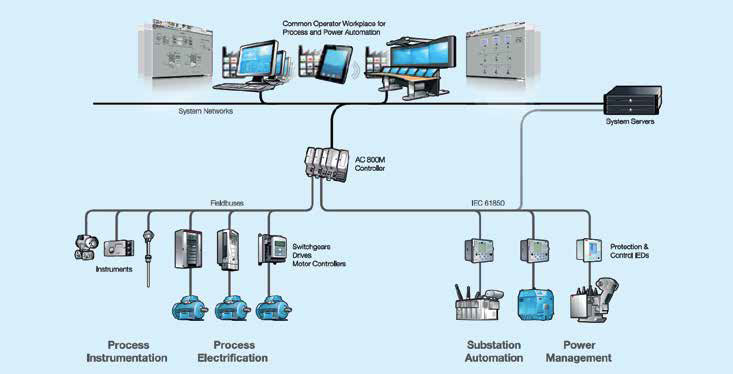 Common Operator Workplace for
Process and Power Automation
System Networks
System Servers
AC 800M
Controller
Fieldbuses
IEC 61850
Instruments
Switchgears
Drives
Motor Controllers
Protection &
Control IEDs
Process
Instrumentation
Process
Electrification
Substation
Automation
Power
Management